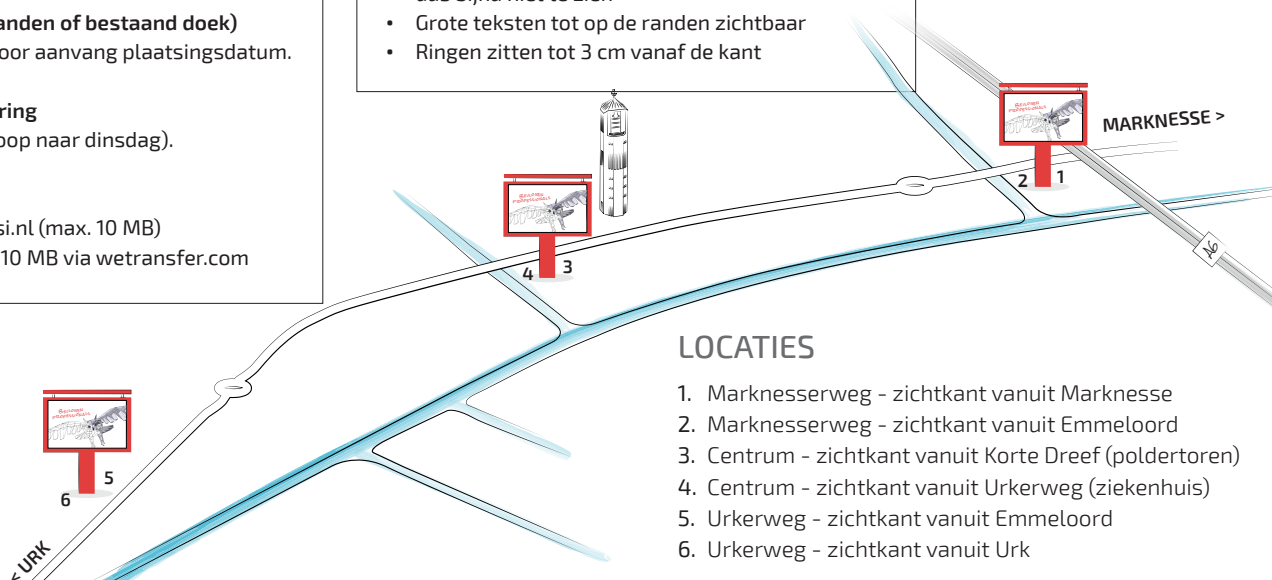 anden of bestaand doek)
oor aanvang plaatsingsdatum.
ring
oop naar dinsdag).
si.nl (max. 10 MB)
10 MB via wetransfer.com
• Grote teksten tot op de randen zichtbaar
• Ringen zitten tot 3 cm vanaf de kant
MARKNESSE >
2 1
4 3
A6
5
6
< URK
LOCATIES
1. Marknesserweg - zichtkant vanuit Marknesse
2. Marknesserweg - zichtkant vanuit Emmeloord
3. Centrum - zichtkant vanuit Korte Dreef (poldertoren)
4. Centrum - zichtkant vanuit Urkerweg (ziekenhuis)
5. Urkerweg - zichtkant vanuit Emmeloord
6. Urkerweg - zichtkant vanuit Urk